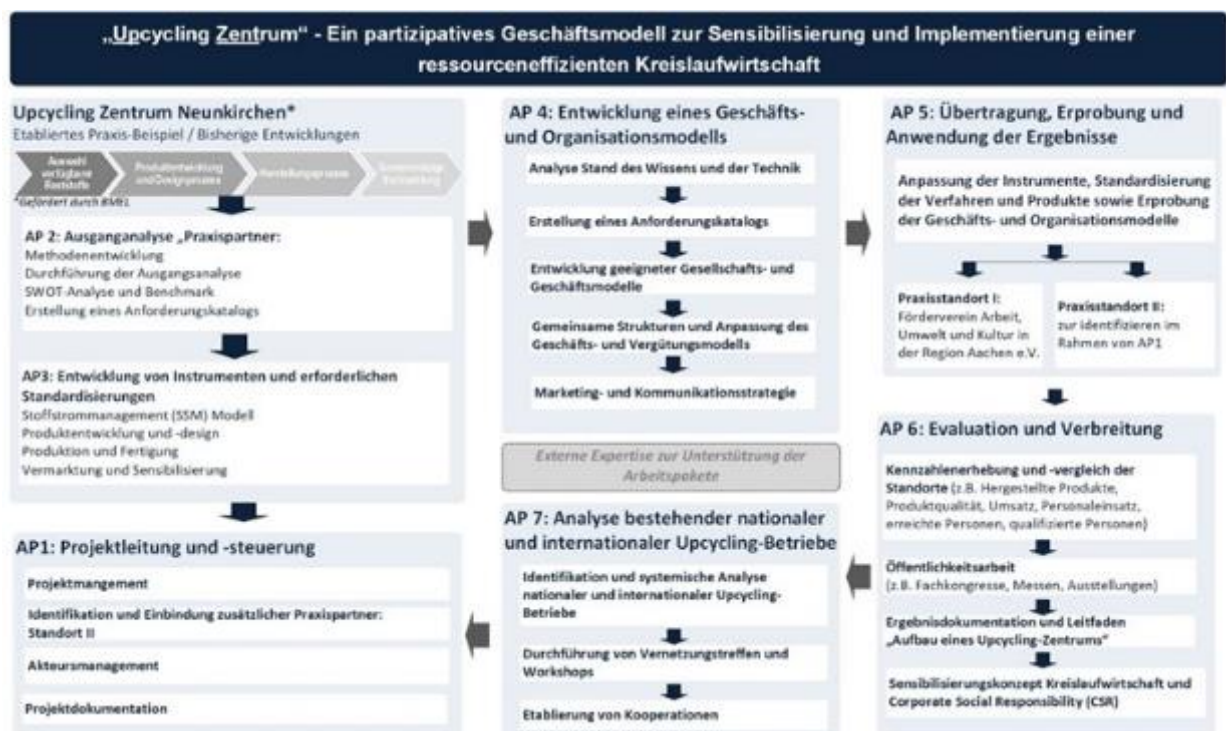 „Upcycling Zentrum“ - Ein partizipatives Geschäftsmodell zur Sensibilisierung und Implementierung einer
ressourceneffizienten Kreislaufwirtschaft
Upcycling Zentrum Neunkirchen*
Etabliertes Praxis-Beispiel / Bisherige Entwicklungen
Auswahl
verfügbarer
Reststoffe
Produktentwicklung
und Designprozess
Herstellungsprozess
*Gefördert durch BMEL
AP 2: Ausganganalyse „Praxispartner:
Methodenentwicklung
Durchführung der Ausgangsanalyse
SWOT-Analyse und Benchmark
Erstellung eines Anforderungskatalogs
AP3: Entwicklung von Instrumenten und erforderlichen
Standardisierungen
Stoffstrommanagement (SSM) Modell
Produktentwicklung und -design
Produktion und Fertigung
Vermarktung und Sensibilisierung
AP1: Projektleitung und -steuerung
Projektmangement
Identifikation und Einbindung zusätzlicher Praxispartner:
Standort II
Akteursmanagement
Projektdokumentation
AP 4: Entwicklung eines Geschäfts-
und Organisationsmodells
Analyse Stand des Wissens und der Technik
Erstellung eines Anforderungskatalogs
Entwicklung geeigneter Gesellschafts- und
Geschäftsmodelle
Gemeinsame Strukturen und Anpassung des
Geschäfts- und Vergütungsmodells
Marketing- und Kommunikationsstrategie
Externe Expertise zur Unterstützung der
Arbeitspakete
AP 7: Analyse bestehender nationaler
und internationaler Upcycling-Betriebe
Identifikation und systemische Analyse
nationaler und internationaler Upcycling-
Betriebe
Durchführung von Vernetzungstreffen und
Workshops
Etablierung von Kooperationen
AP 5: Übertragung, Erprobung und
Anwendung der Ergebnisse
Anpassung der Instrumente, Standardisierung
der Verfahren und Produkte sowie Erprobung
der Geschäfts- und Organisationsmodelle
Praxisstandort I:
Förderverein Arbeit,
Umwelt und Kultur in
der Region Aachen e.V.
Praxisstandort II:
zur identifizieren im
Rahmen von AP1
AP 6: Evaluation und Verbreitung
Kennzahlenerhebung und -vergleich der
Standorte (z.B. Hergestellte Produkte,
Produktqualität, Umsatz, Personaleinsatz,
erreichte Personen, qualifizierte Personen)
Öffentlichkeitsarbeit
(z.B. Fachkongresse, Messen, Ausstellungen)
Ergebnisdokumentation und Leitfaden
„Aufbau eines Upcycling-Zentrums“
Sensibilisierungskonzept Kreislaufwirtschaft und
Corporate Social Responsibility (CSR)